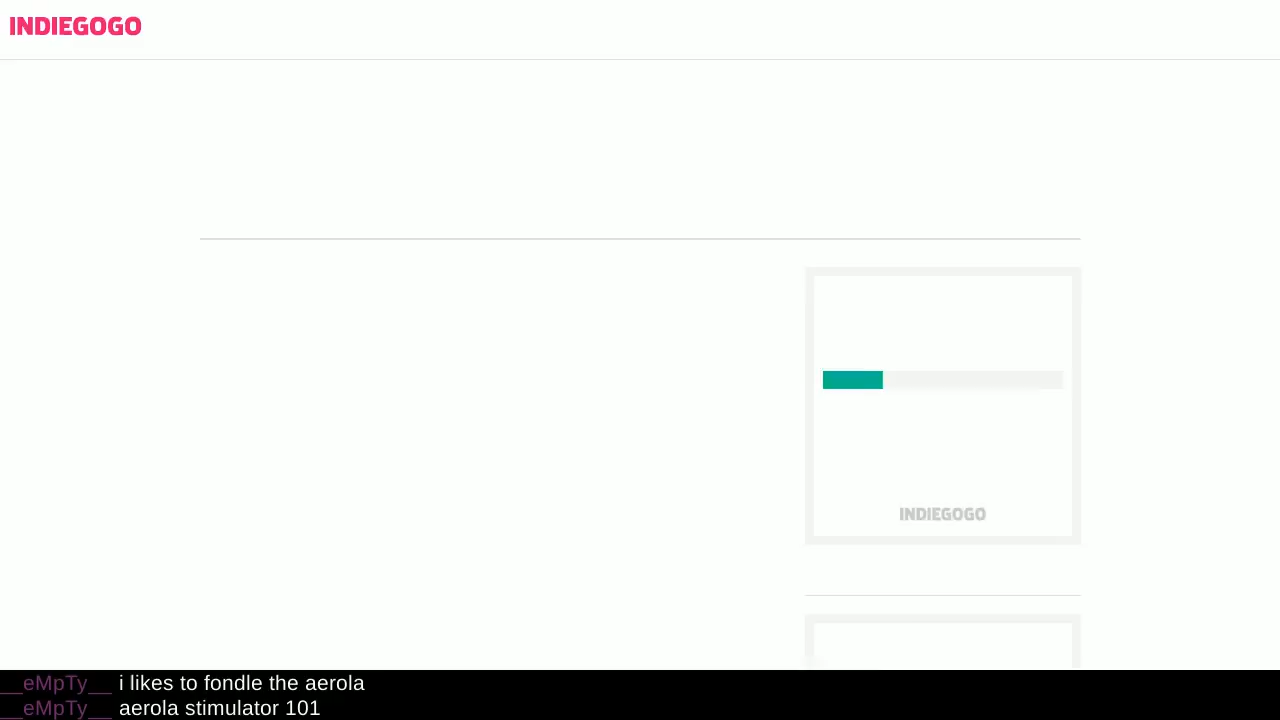 INDIEGOGO
INDIEGOGO
__eMpTy__ i likes to fondle the aerola
__eMpTy__ aerola stimulator 101